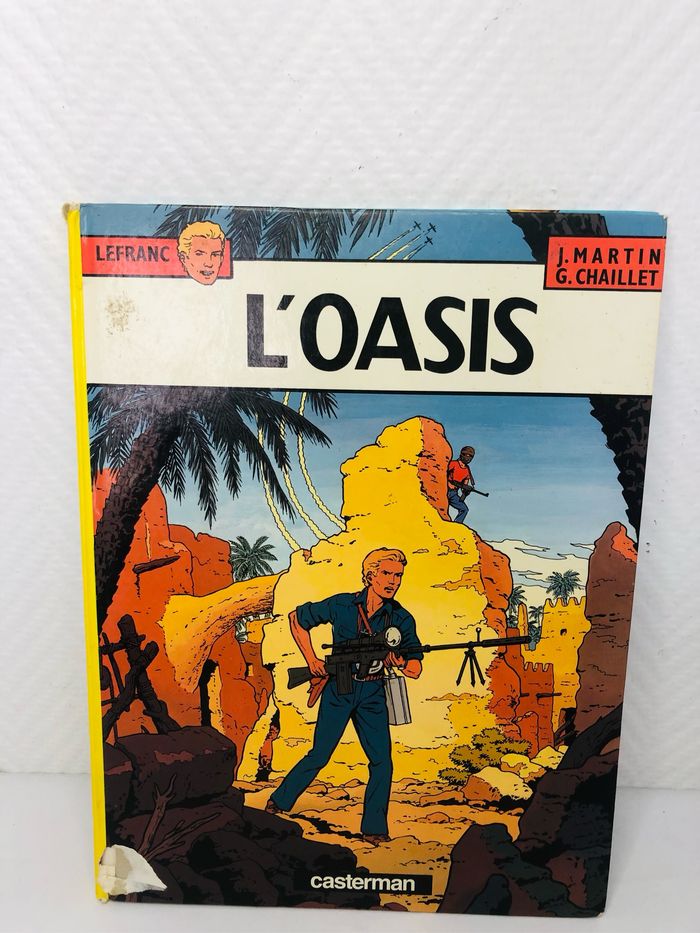 LEFRANC
J. MARTIN
G. CHAILLET
L'OASIS
casterman